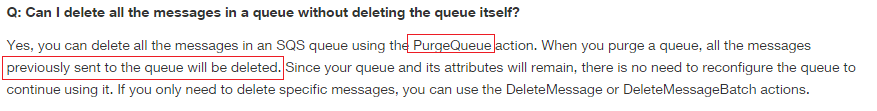 Q: Can I delete all the messages in a queue without deleting the queue itself?
Yes, you can delete all the messages in an SQS queue using the PurgeQueue action. When you purge a queue, all the messages
previously sent to the queue will be deleted. Since your queue and its attributes will remain, there is no need to reconfigure the queue to
continue using it. If you only need to delete specific messages, you can use the DeleteMessage or DeleteMessageBatch actions.